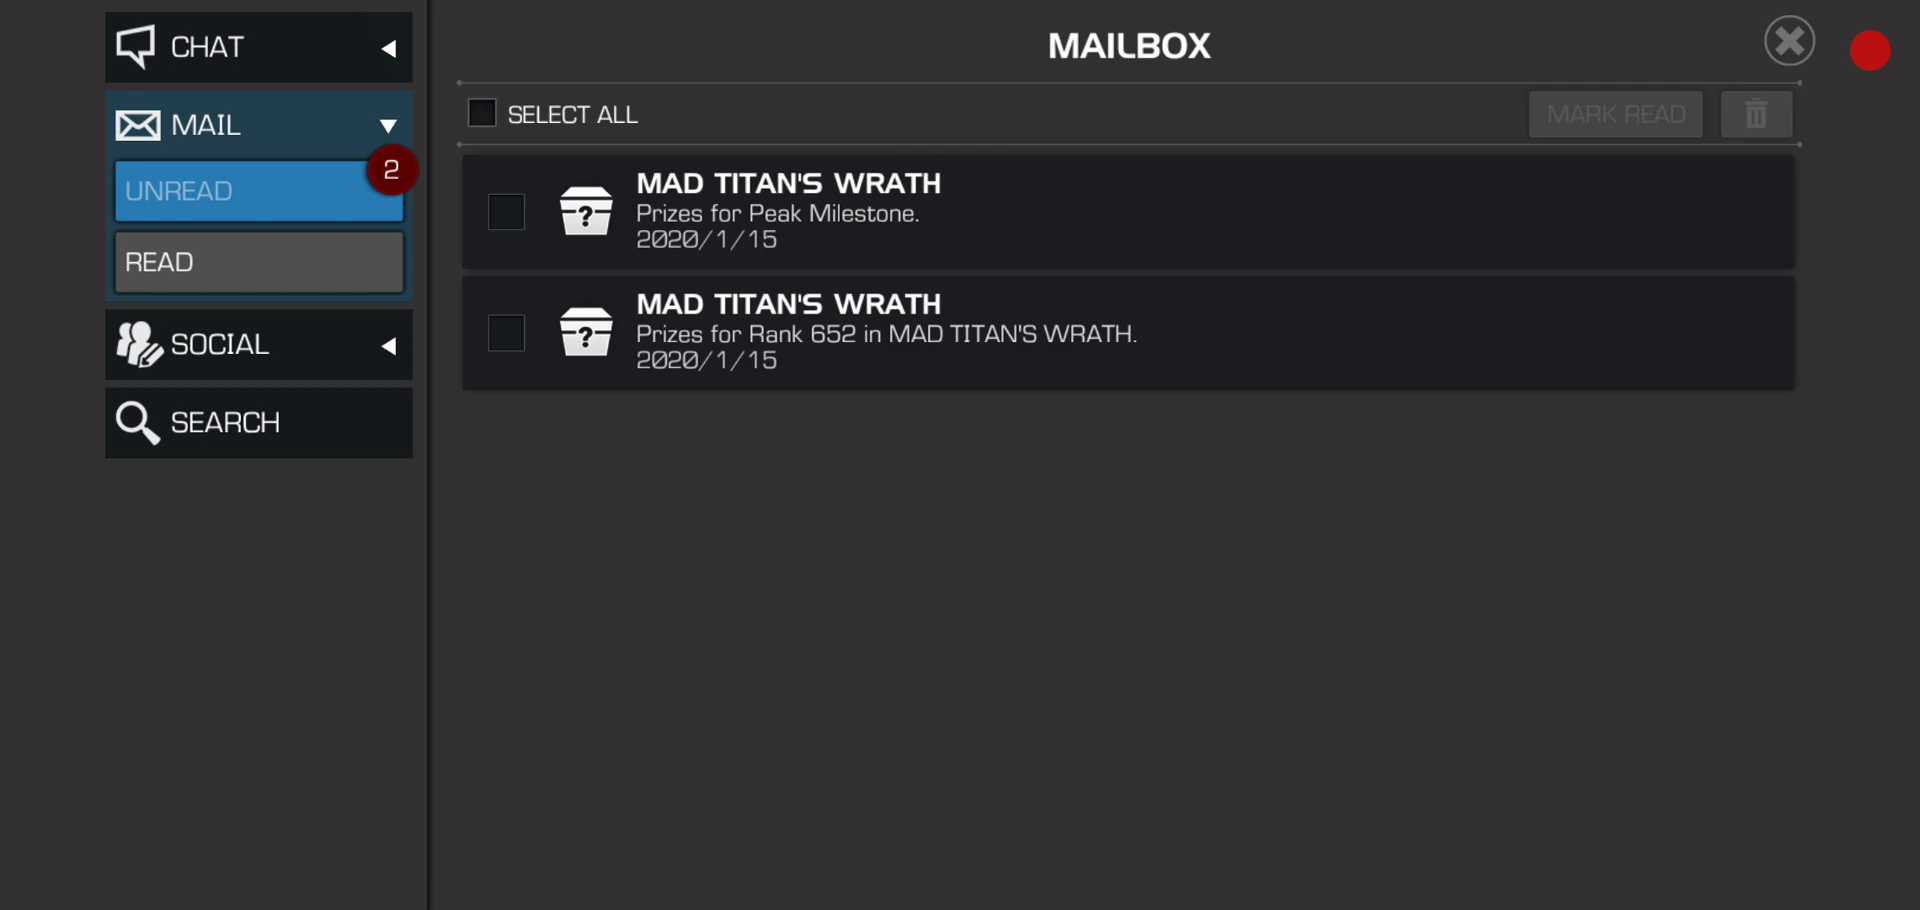 CHAT
MAIL
2
UNREAD
READ
SOCIAL
SEARCH
MAILBOX
SELECT ALL
MARK READ
?
MAD TITAN'S WRATH
Prizes for Peak Milestone.
2020/1/15
?
MAD TITAN'S WRATH
Prizes for Rank 652 in MAD TITAN'S WRATH.
2020/1/15